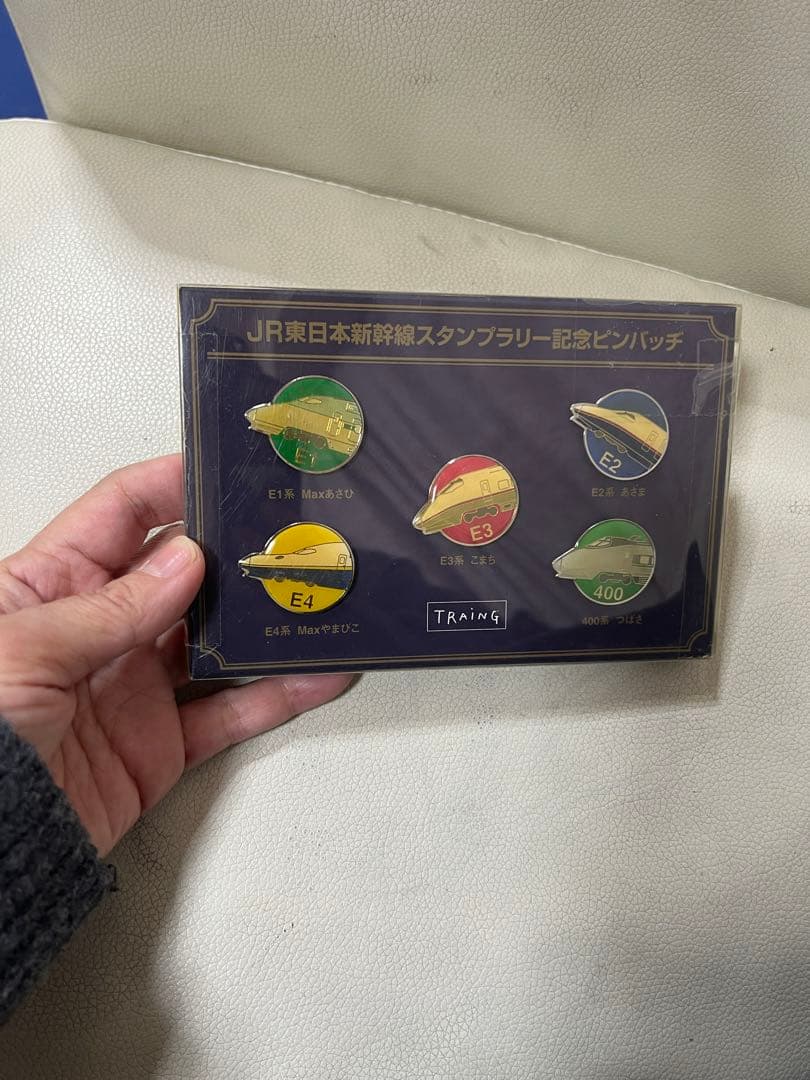 JR東日本新幹線スタンプラリー記念ピンバッチ
E1
E1系 Maxあさひ
E2
E2系 あさま
E3
E3系 こまち
E4
E4系 Maxやまびこ
400
400系 つばさ
TRAiNG